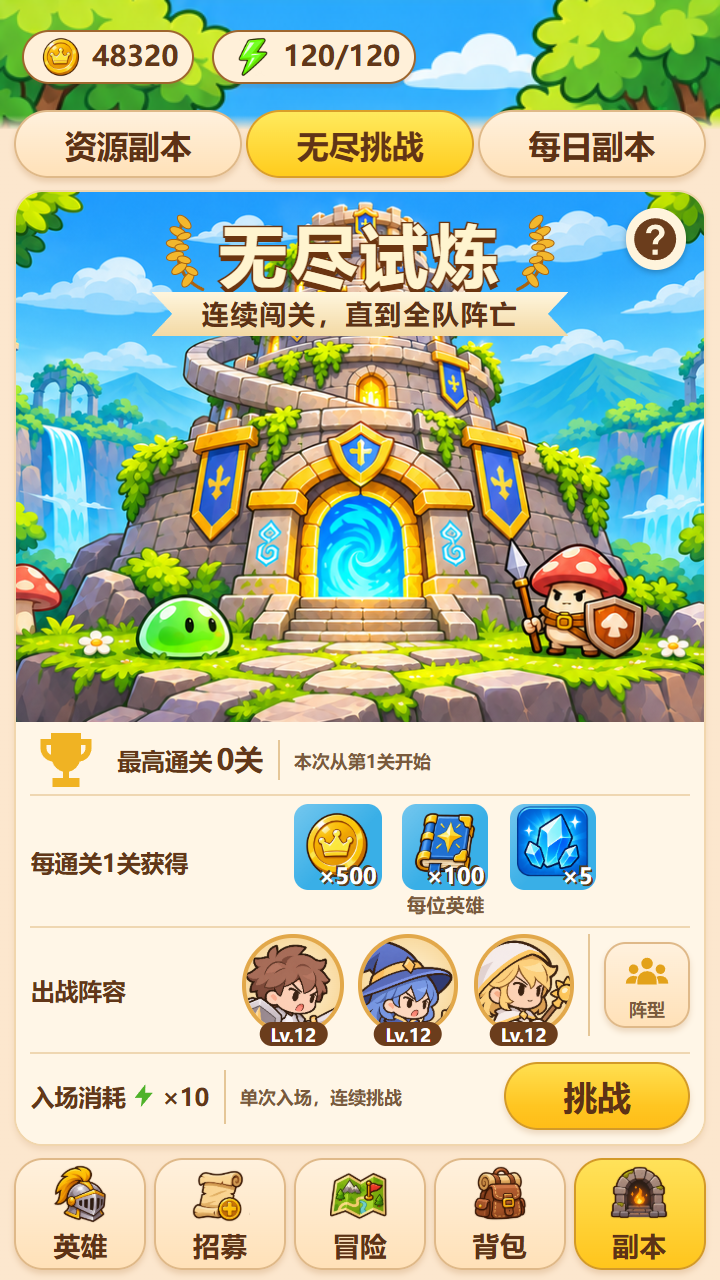 48320
120/120
资源副本
无尽挑战
每日副本
无尽试炼
?
连续闯关，直到全队阵亡
最高通关 0关
本次从第1关开始
每通关1关获得
×500
×100
×5
每位英雄
出战阵容
Lv.12
Lv.12
Lv.12
阵型
入场消耗 ×10
单次入场，连续挑战
挑战
英雄
招募
冒险
背包
副本